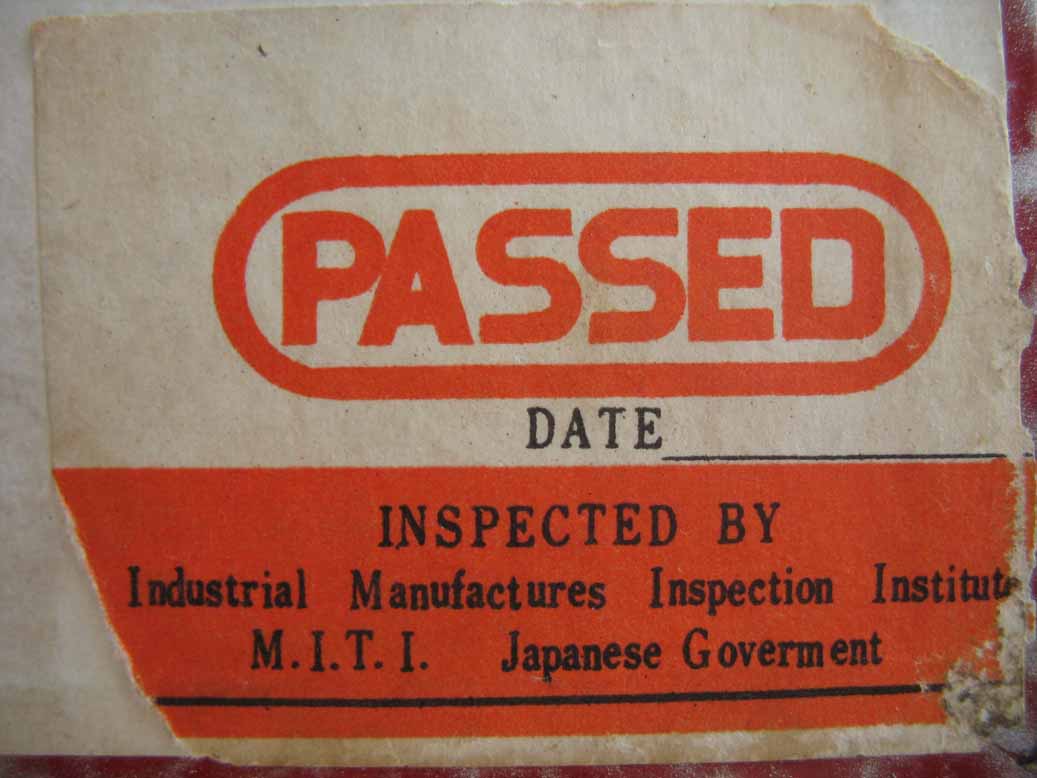 PASSED
DATE
INSPECTED BY
Industrial Manufactures Inspection Institute
M.I.T.I. Japanese Goverment